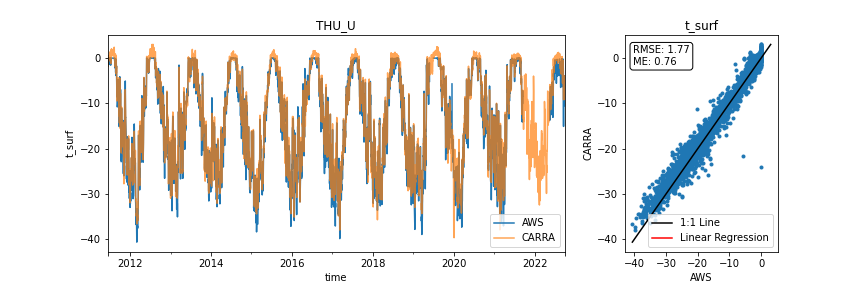 THU_U
t_surf
0
−10
−20
−30
−40
2012
2014
2016
2018
2020
2022
time
AWS
CARRA
t_surf
RMSE: 1.77
ME: 0.76
CARRA
0
−10
−20
−30
−40
−40
−30
−20
−10
0
AWS
1:1 Line
Linear Regression